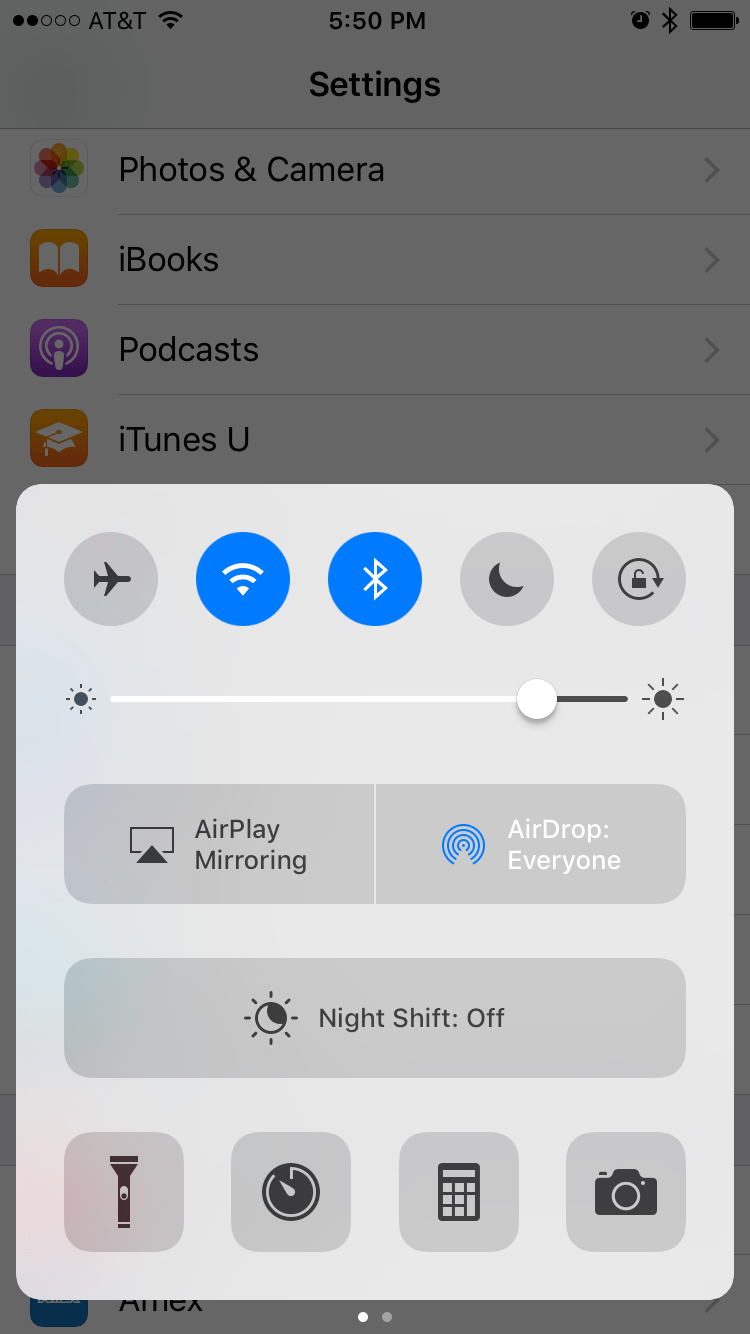 AT&T
5:50 PM
Settings
Photos & Camera
iBooks
Podcasts
iTunes U
AirPlay
Mirroring
AirDrop:
Everyone
Night Shift: Off
Amex